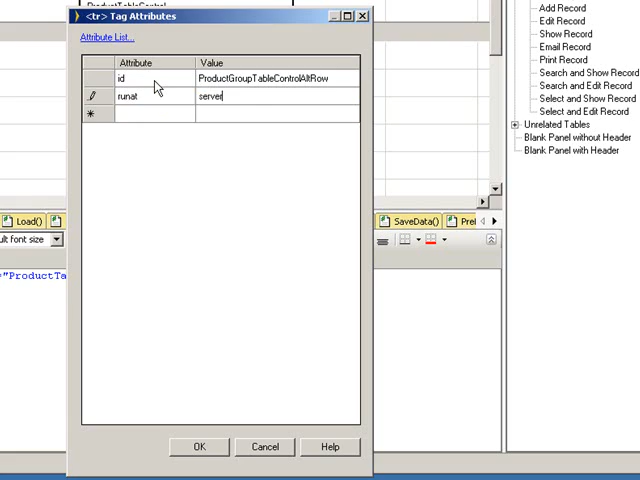 <tr> Tag Attributes
Attribute List...
Attribute Value
id ProductGroupTableControlAltRow
runat server
OK Cancel Help
Add Record
Edit Record
Show Record
Email Record
Print Record
Search and Show Record
Search and Edit Record
Select and Show Record
Select and Edit Record
Unrelated Tables
Blank Panel without Header
Blank Panel with Header
Load()
SaveData()
Prel
ult font size
="ProductTa